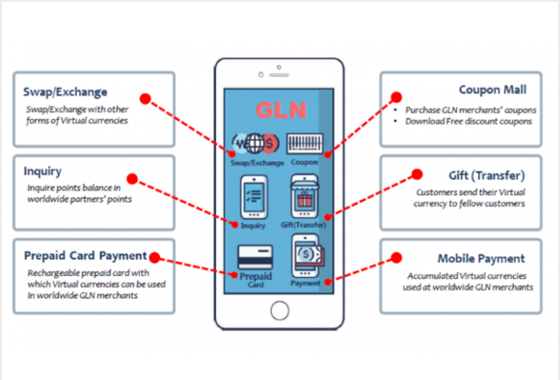 Swap/Exchange
Swap/Exchange with other
forms of Virtual currencies
Inquiry
Inquire points balance in
worldwide partners' points
Prepaid Card Payment
Rechargeable prepaid card with
which Virtual currencies can be used
In worldwide GLN merchants
GLN
W $
Swap/Exchange Coupon
Inquiry Gift(Transfer)
$
Prepaid
Card Payment
Coupon Mall
• Purchase GLN merchants' coupons
• Download Free discount coupons
Gift (Transfer)
Customers send their Virtual
currency to fellow customers
Mobile Payment
Accumulated Virtual currencies
used at worldwide GLN merchants